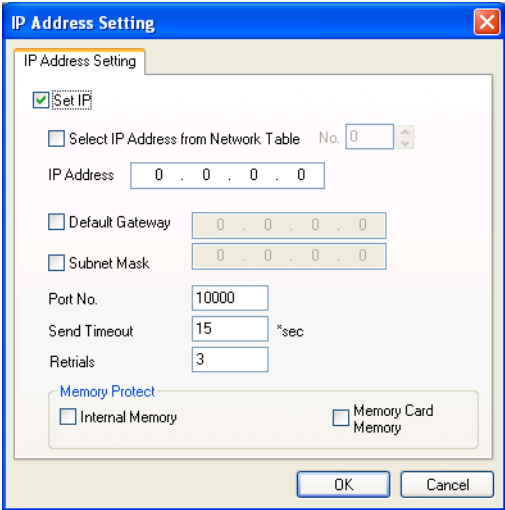 IP Address Setting
IP Address Setting
Set IP
Select IP Address from Network Table No. 0
IP Address 0 . 0 . 0 . 0
Default Gateway 0 . 0 . 0 . 0
Subnet Mask 0 . 0 . 0 . 0
Port No. 10000
Send Timeout 15 *sec
Retrials 3
Memory Protect
Internal Memory
Memory Card
Memory
OK Cancel